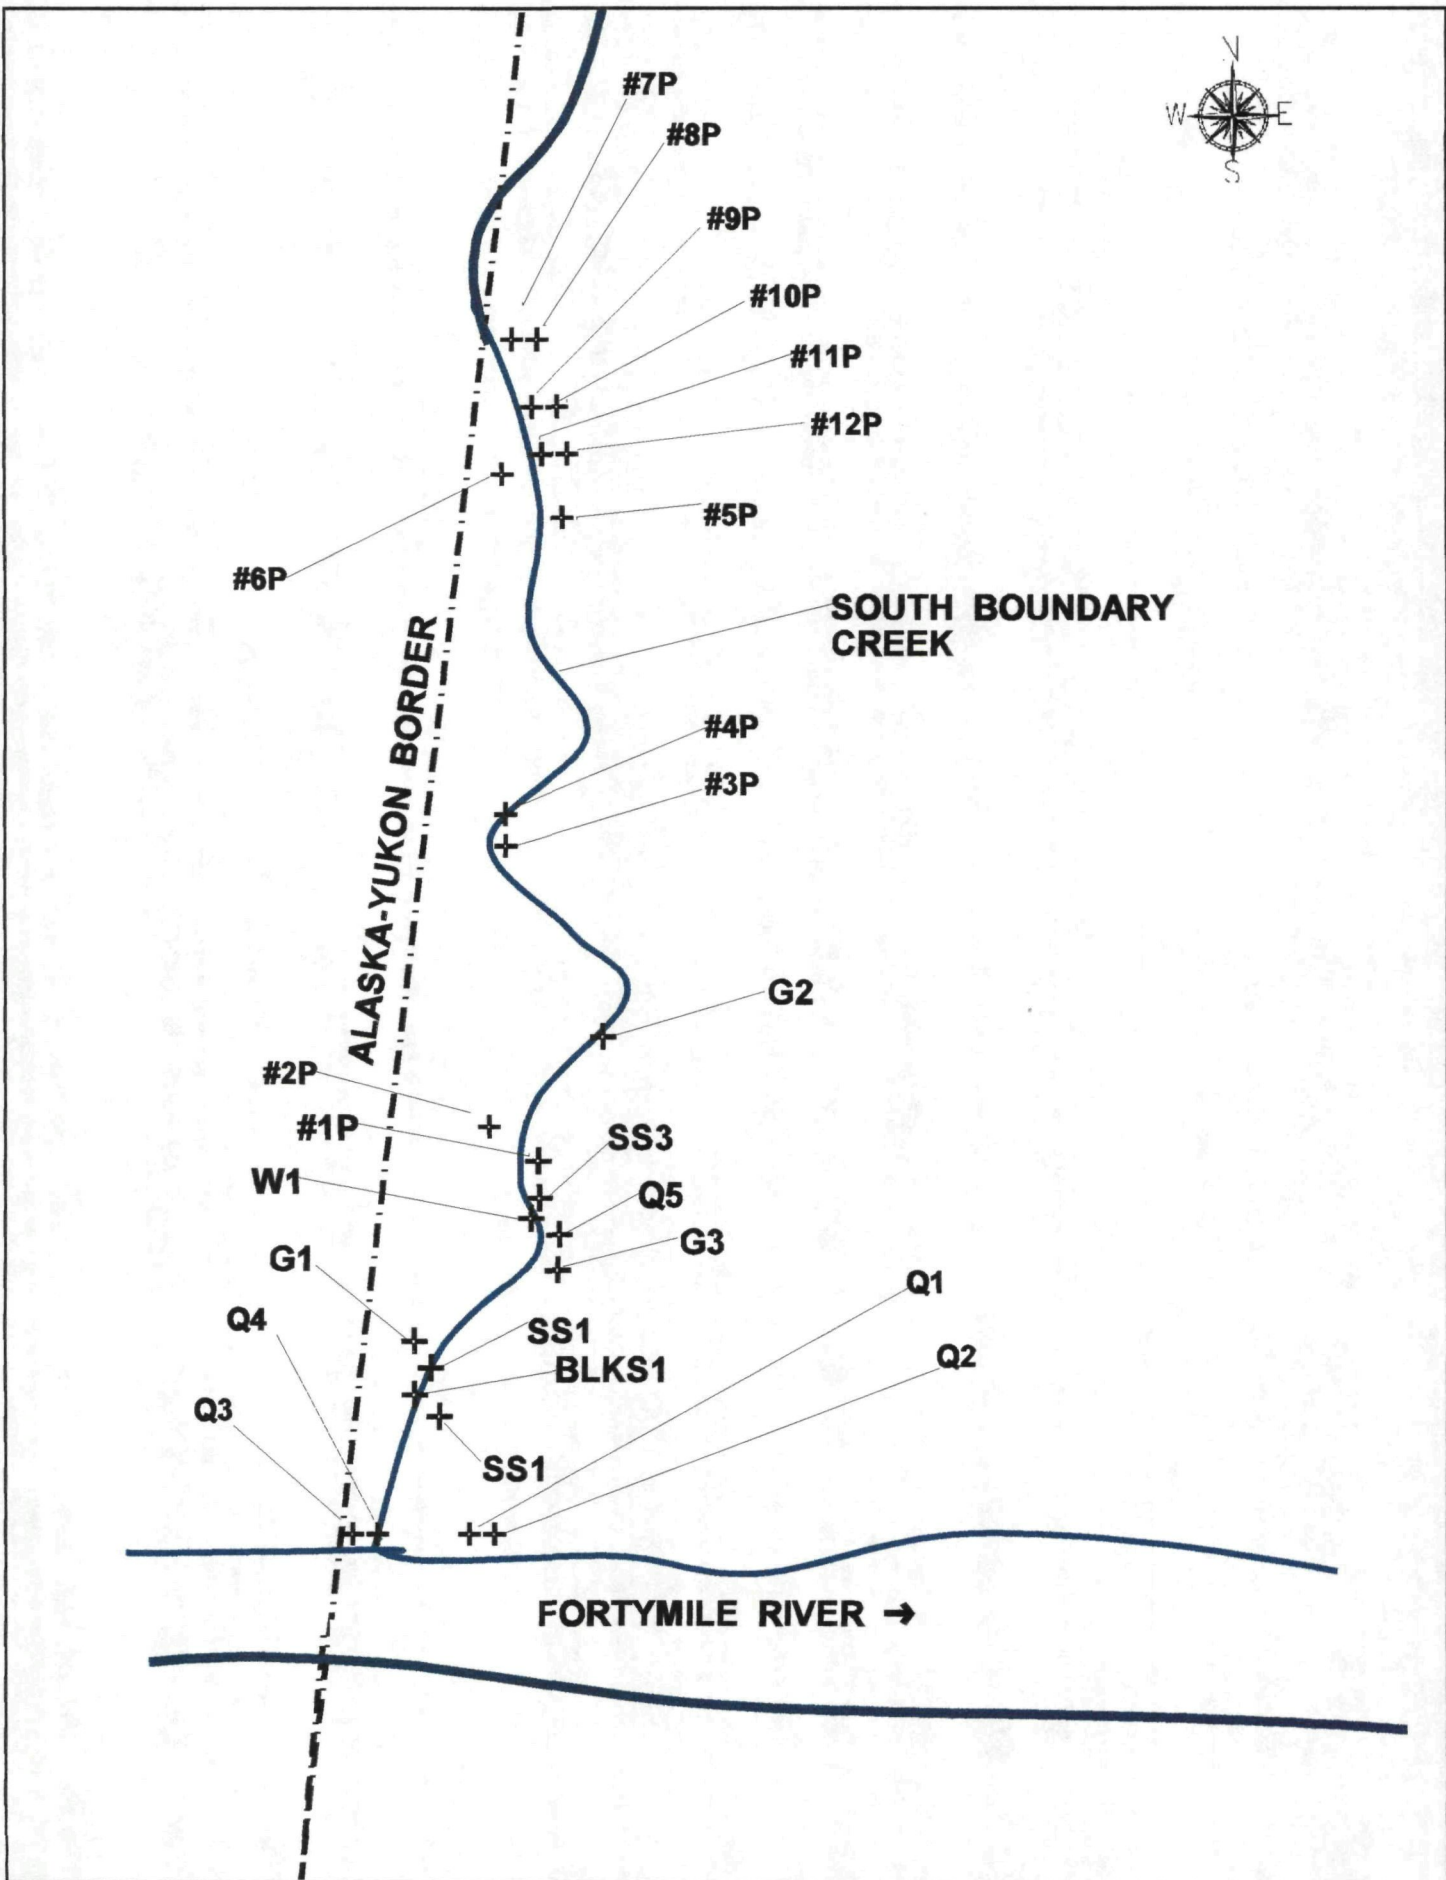 N
W E
S
#7P
#8P
#9P
#10P
#11P
#12P
#5P
#6P
SOUTH BOUNDARY
CREEK
ALASKA-YUKON BORDER
#4P
#3P
G2
#2P
#1P
SS3
W1
Q5
G3
G1
Q1
Q4
SS1
BLKS1
Q2
Q3
SS1
FORTYMILE RIVER →